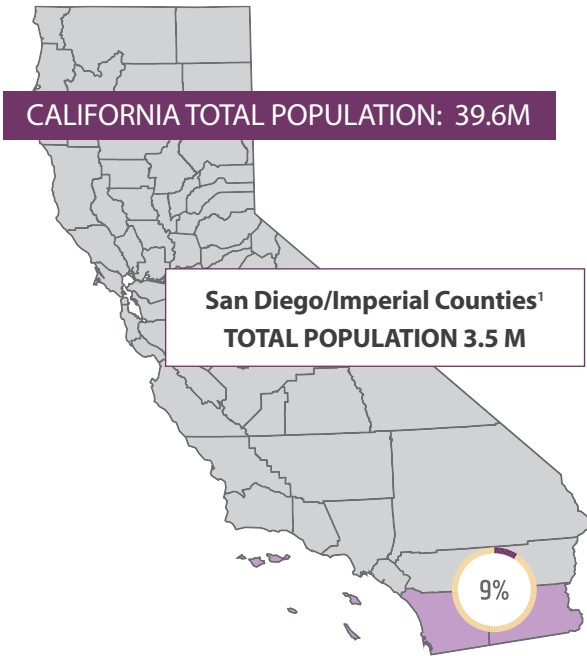 CALIFORNIA TOTAL POPULATION: 39.6M
San Diego/Imperial Counties¹
TOTAL POPULATION 3.5 M
9%